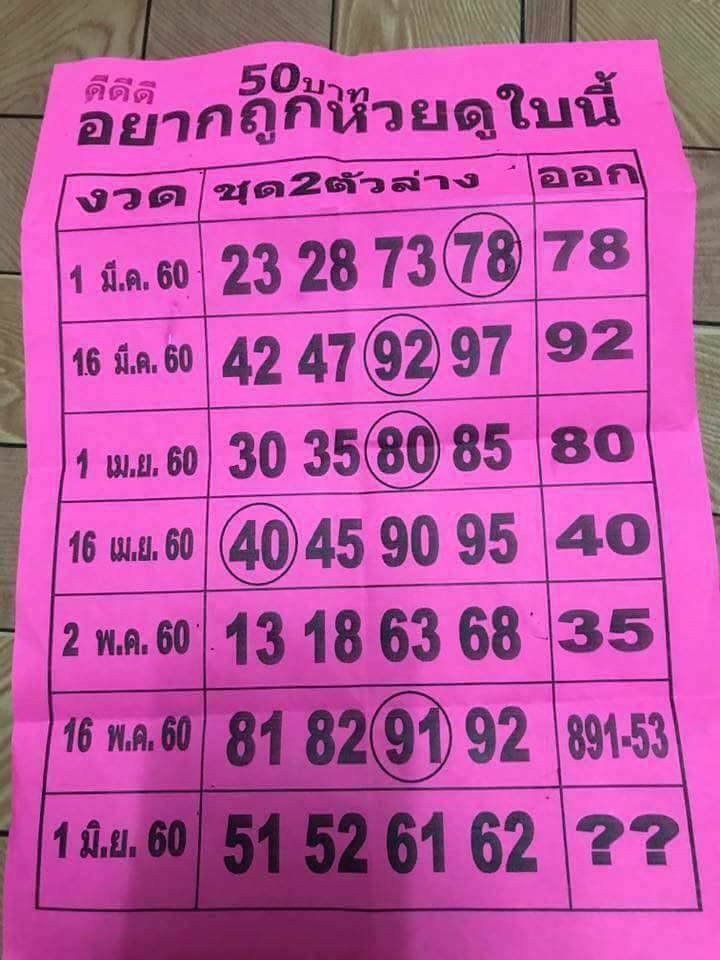 ดีดีดี 50บาท
อยากถูกหวยดูใบนี้
งวด ชุด2ตัวล่าง ออก
1 มี.ค. 60 23 28 73 78 78
16 มี.ค. 60 42 47 92 97 92
1 เม.ย. 60 30 35 80 85 80
16 เม.ย. 60 40 45 90 95 40
2 พ.ค. 60 13 18 63 68 35
16 พ.ค. 60 81 82 91 92 891-53
1 มิ.ย. 60 51 52 61 62 ??